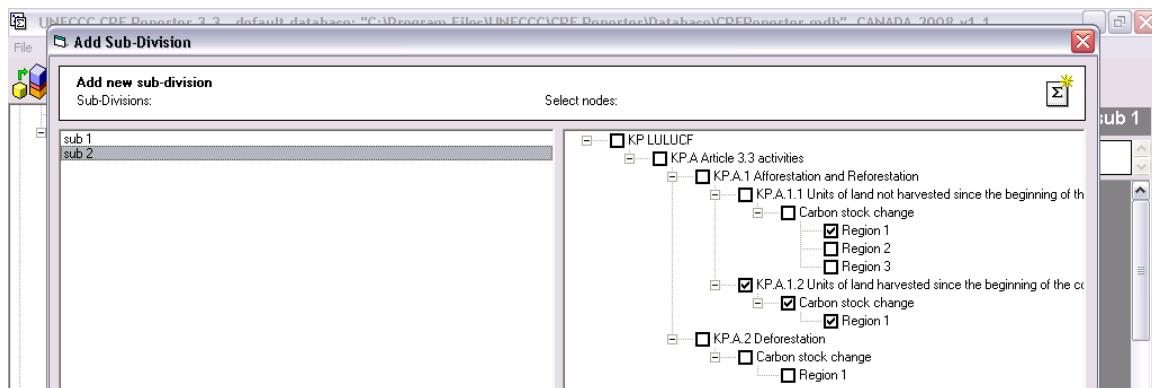 UNFCCC CRF Reporter 3.3 - default database: "C:\Program Files\UNFCCC\CRF Reporter\Database\CRFReporter.mdb" CANADA 2008 v1.1
File
Add Sub-Division
Add new sub-division
Sub-Divisions:
Select nodes:
sub 1
sub 1
sub 2
KP LULUCF
KP.A Article 3.3 activities
KP.A.1 Afforestation and Reforestation
KP.A.1.1 Units of land not harvested since the beginning of th
Carbon stock change
Region 1
Region 2
Region 3
KP.A.1.2 Units of land harvested since the beginning of the co
Carbon stock change
Region 1
KP.A.2 Deforestation
Carbon stock change
Region 1